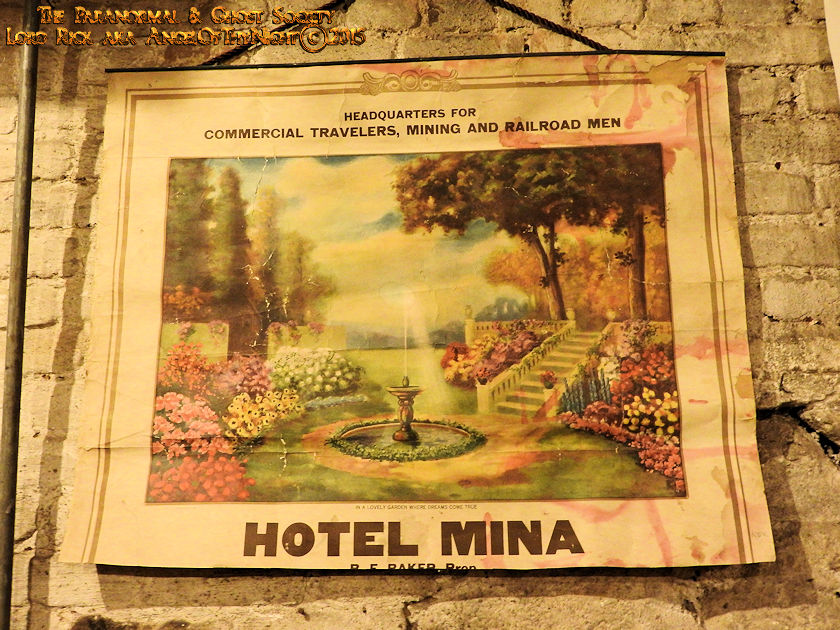 The Paranormal & Ghost Society
Lord Rick aka AngelOfThyNight © 2015
HEADQUARTERS FOR
COMMERCIAL TRAVELERS, MINING AND RAILROAD MEN
IN A LOVELY GARDEN WHERE DREAMS COME TRUE
HOTEL MINA
R. E. BAKER, Prop.